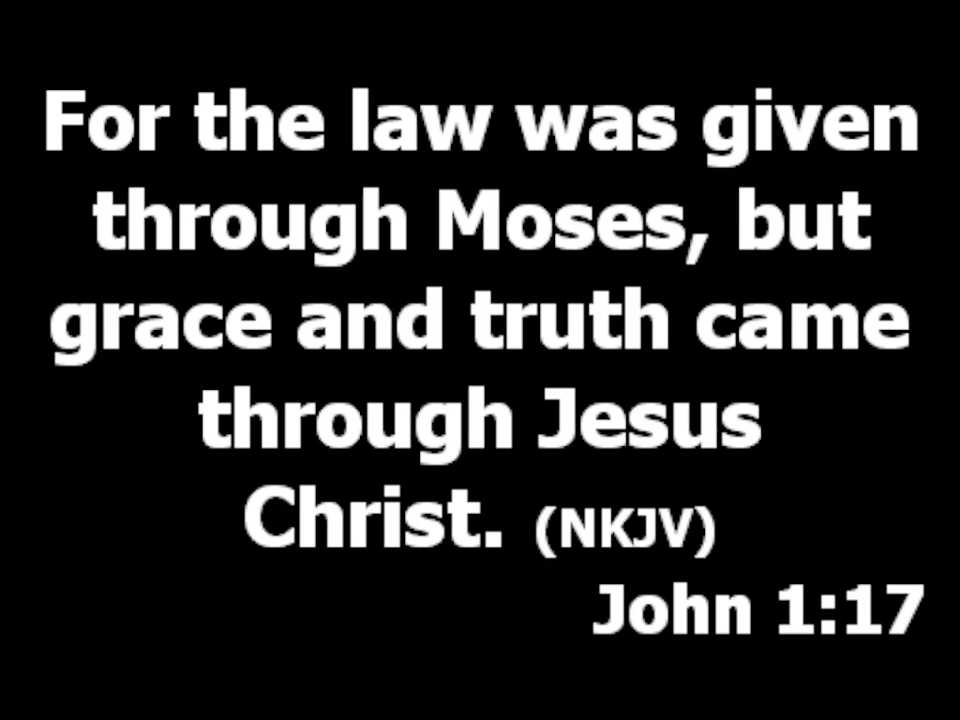 For the law was given
through Moses, but
grace and truth came
through Jesus
Christ. (NKJV)
John 1:17